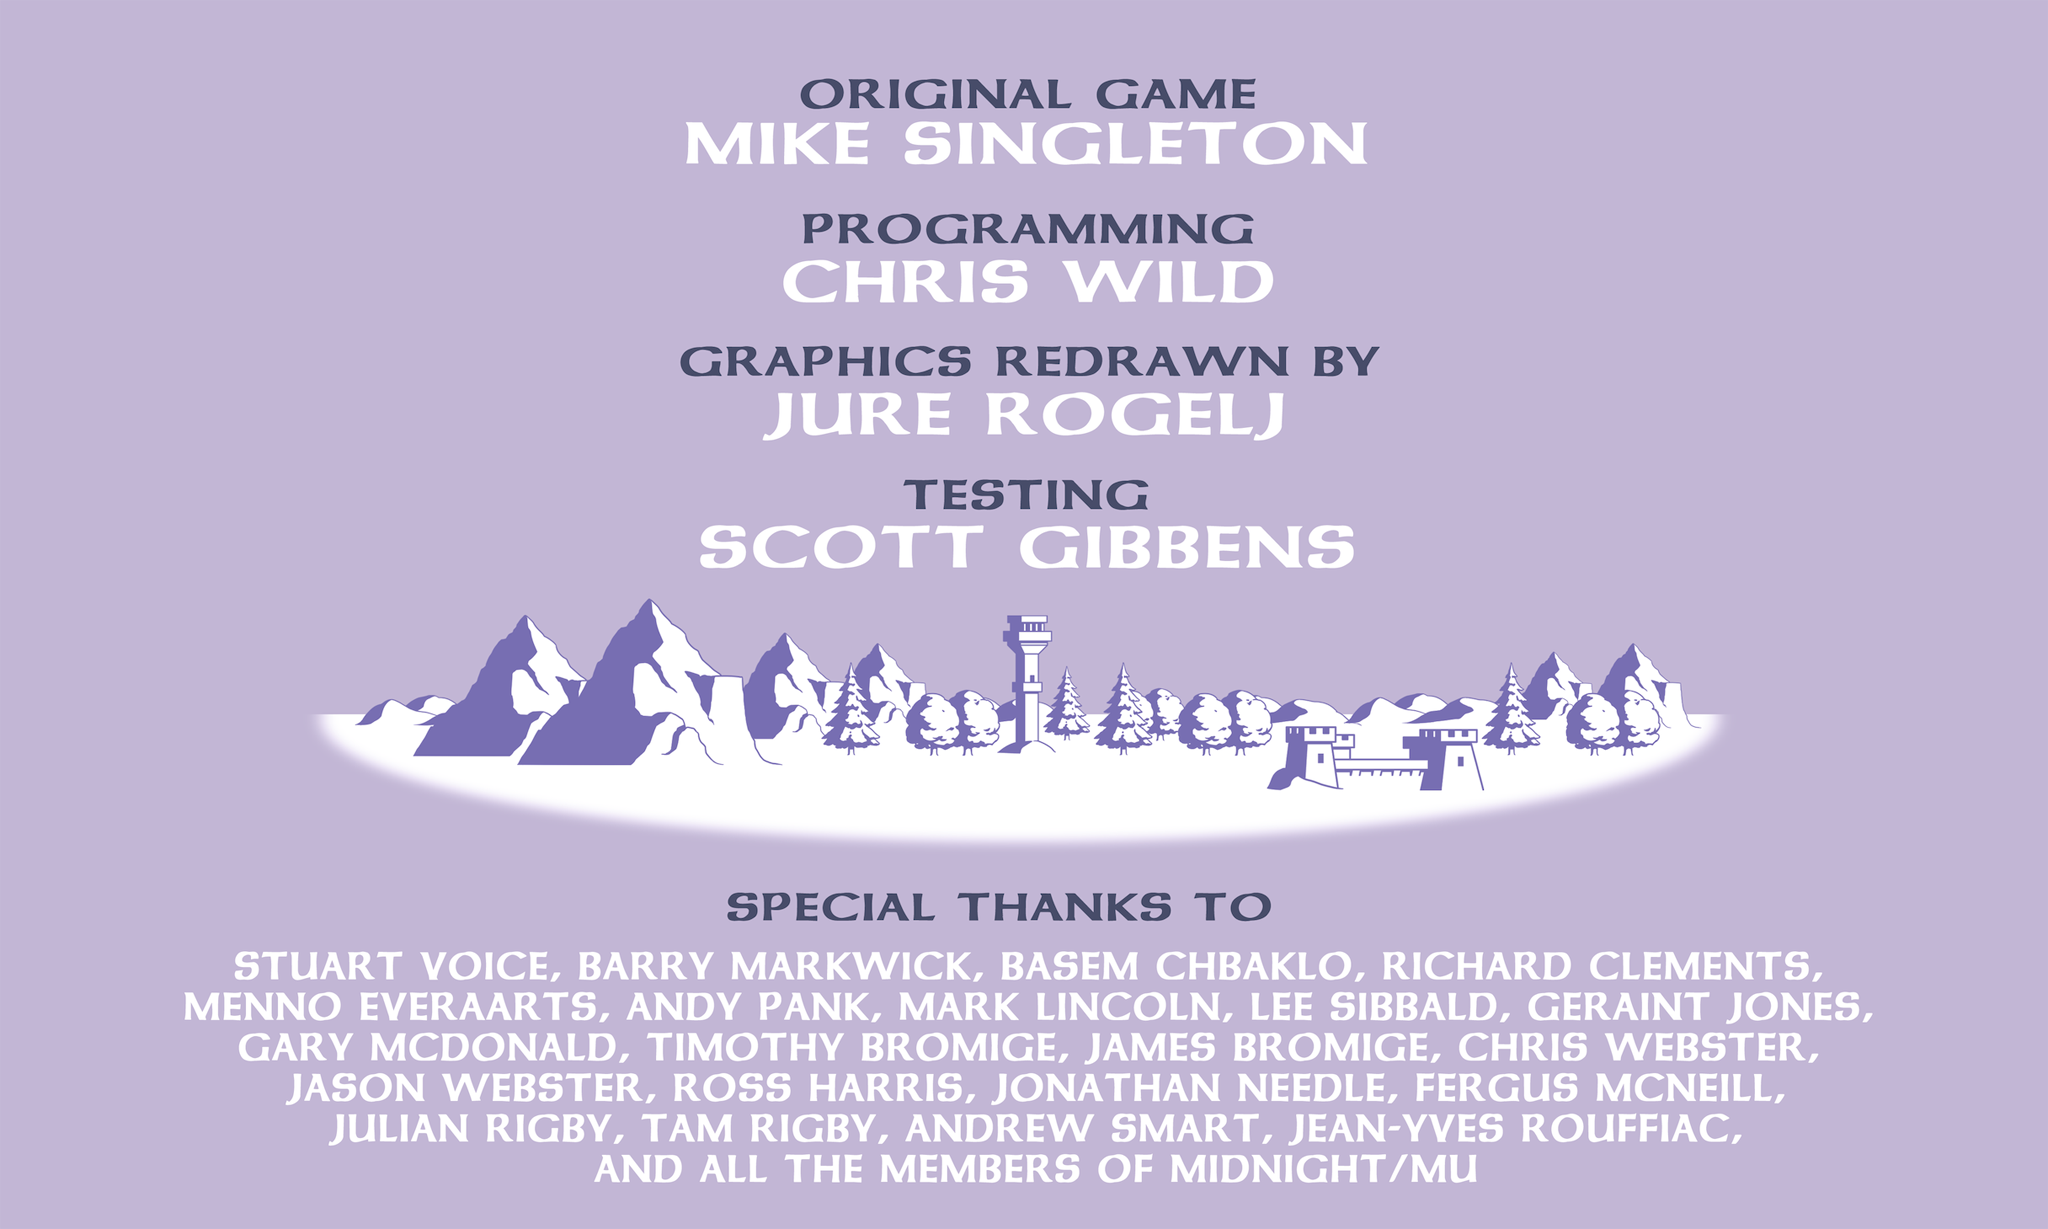 ORIGINAL GAME
MIKE SINGLETON
PROGRAMMING
CHRIS WILD
GRAPHICS REDRAWN BY
JURE ROGELJ
TESTING
SCOTT GIBBENS
SPECIAL THANKS TO
STUART VOICE, BARRY MARKWICK, BASEM CHBAKLO, RICHARD CLEMENTS,
MENNO EVERAARTS, ANDY PANK, MARK LINCOLN, LEE SIBBALD, GERAINT JONES,
GARY MCDONALD, TIMOTHY BROMIGE, JAMES BROMIGE, CHRIS WEBSTER,
JASON WEBSTER, ROSS HARRIS, JONATHAN NEEDLE, FERGUS MCNEILL,
JULIAN RIGBY, TAM RIGBY, ANDREW SMART, JEAN-YVES ROUFFIAC,
AND ALL THE MEMBERS OF MIDNIGHT/MU